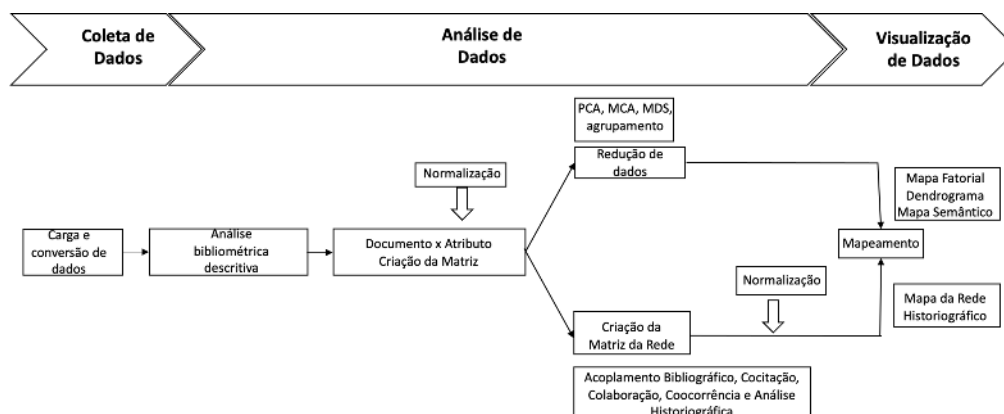 Coleta de
Dados
Análise de
Dados
Visualização
de Dados
PCA, MCA, MDS,
agrupamento
Redução de
dados
Normalização
Mapa Fatorial
Dendrograma
Mapa Semântico
Carga e
conversão de
dados
Análise
bibliométrica
descritiva
Documento x Atributo
Criação da Matriz
Mapeamento
Normalização
Mapa da Rede
Historiográfico
Criação da
Matriz da Rede
Acoplamento Bibliográfico, Cocitação,
Colaboração, Coocorrência e Análise
Historiográfica